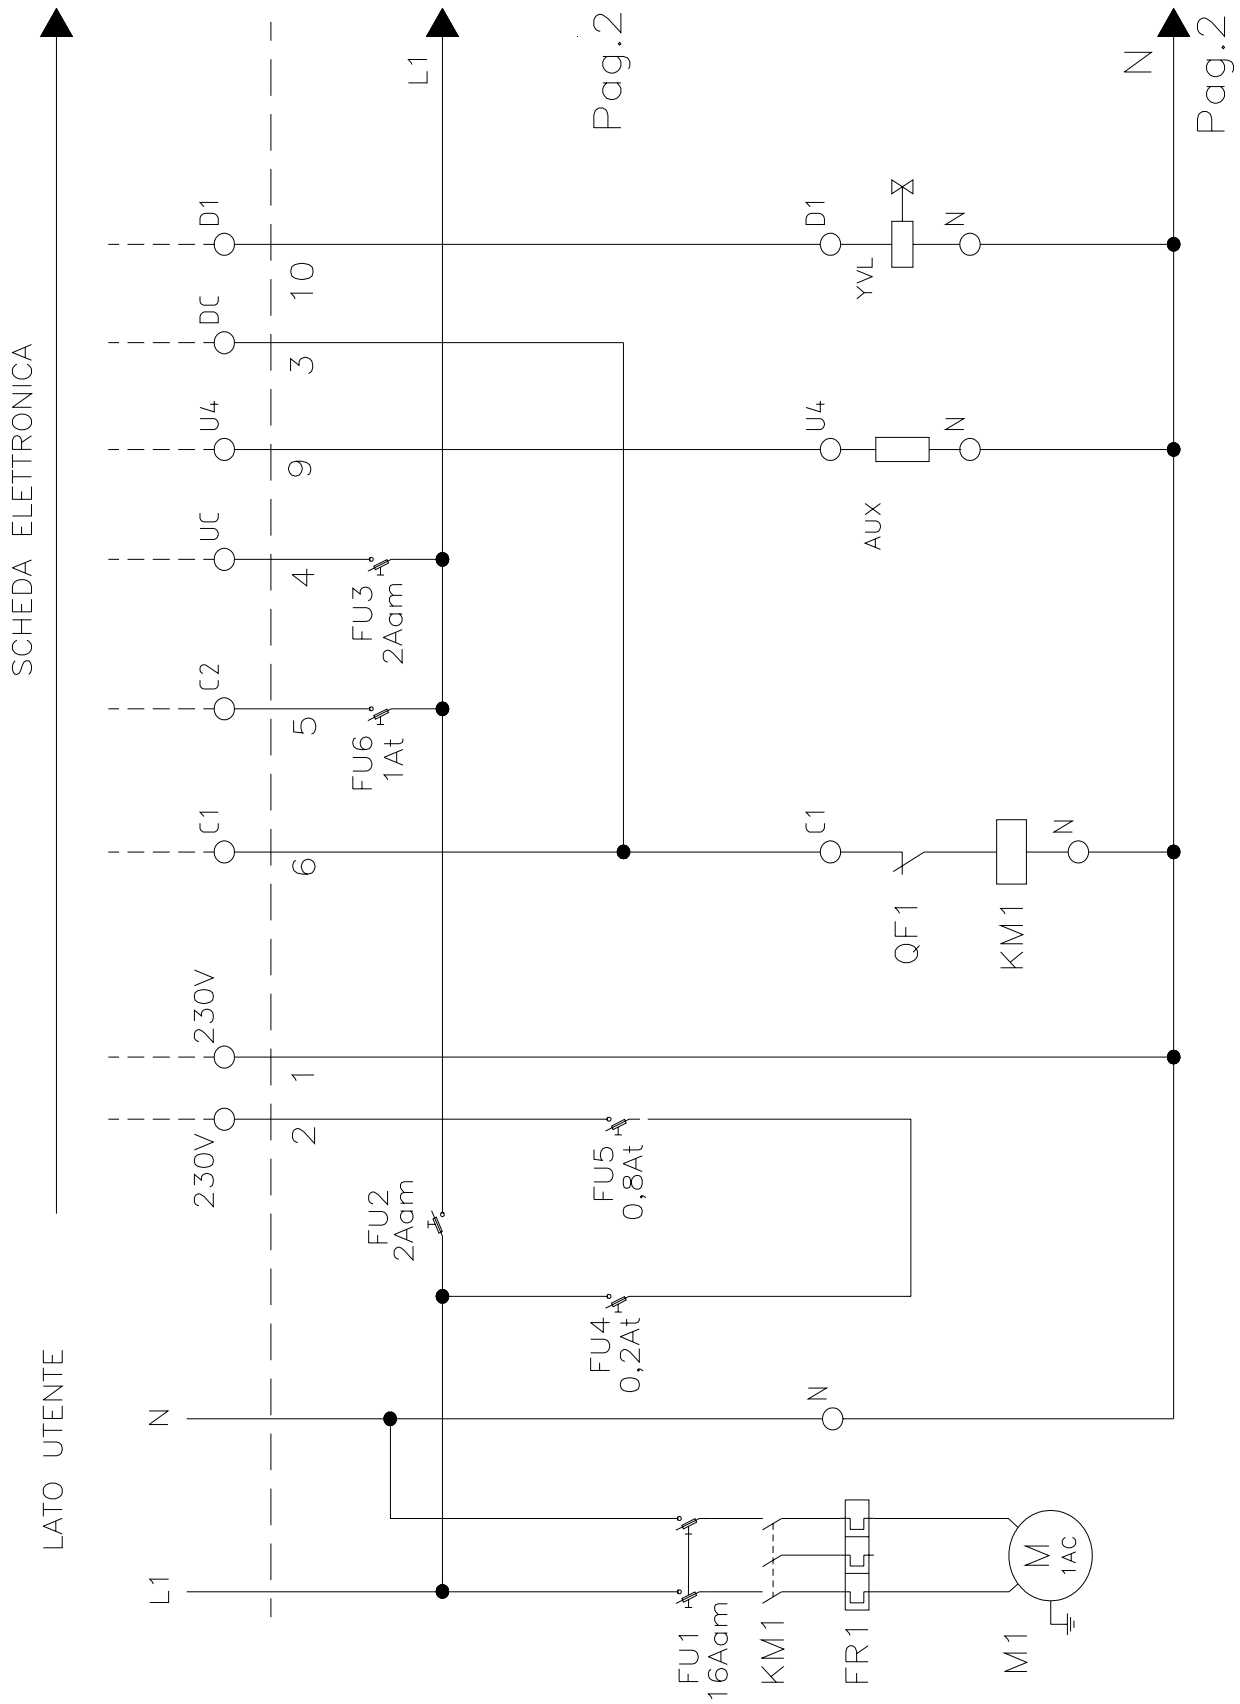 SCHEDA ELETTRONICA
LATO UTENTE
L1
N
230V
2
230V
1
C1
6
C2
5
UC
4
U4
9
DC
3
D1
10
L1
Pag.2
N
Pag.2
FU1
16Aam
KM1
FR1
M1
M
1AC
N
FU4
0,2At
FU5
0,8At
FU2
2Aam
FU6
1At
FU3
2Aam
C1
QF1
KM1
N
U4
AUX
N
D1
YVL
N